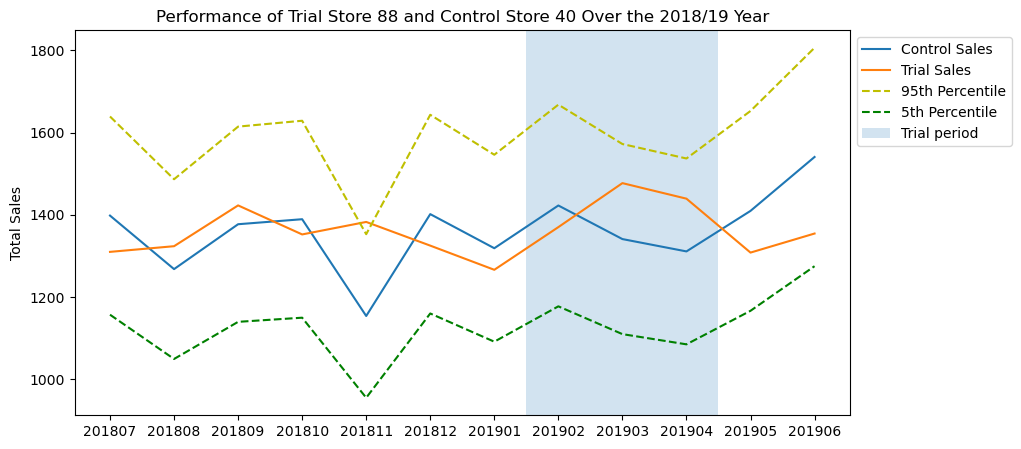 Performance of Trial Store 88 and Control Store 40 Over the 2018/19 Year
Total Sales
1800
1600
1400
1200
1000
201807 201808 201809 201810 201811 201812 201901 201902 201903 201904 201905 201906
Control Sales
Trial Sales
95th Percentile
5th Percentile
Trial period